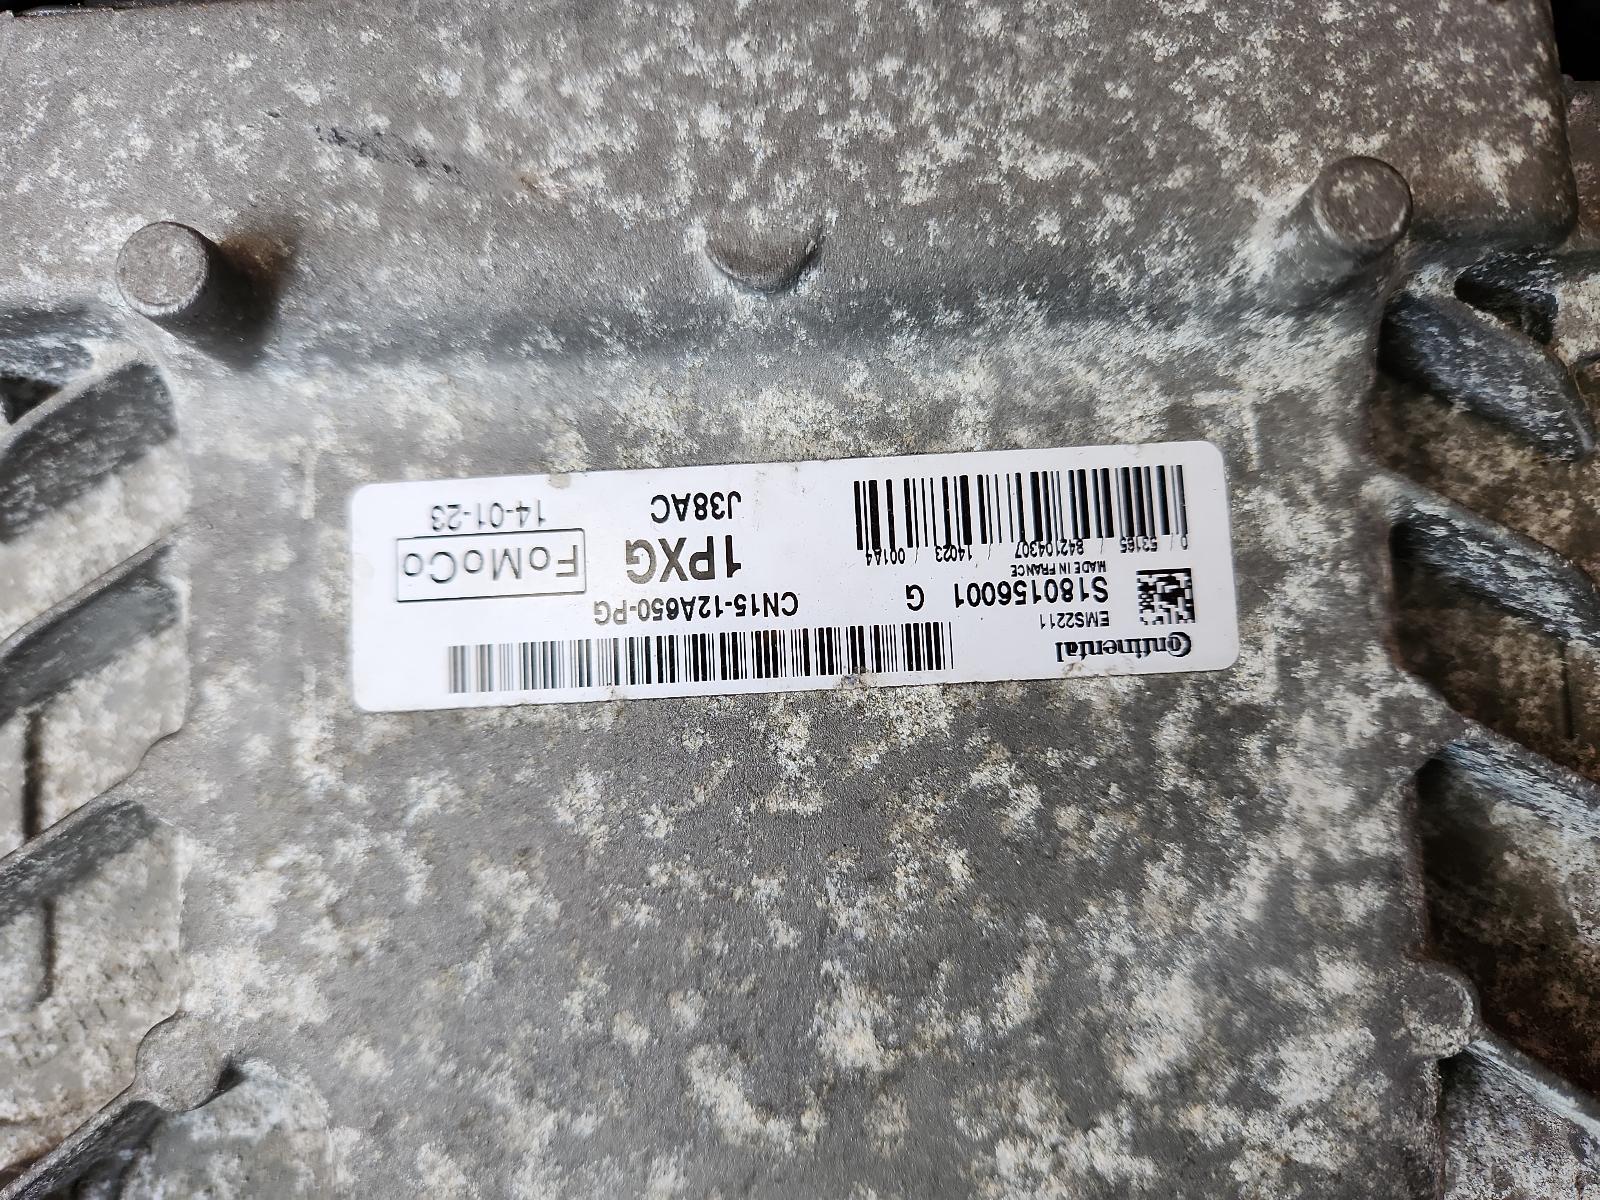 Continental
EMS2211
S180156001 G
MADE IN FRANCE
0 / 53165 / 842104307 / 14023 / 001A4
CN15-12A650-PG
1PXG
FoMoCo
J38AC
14-01-23